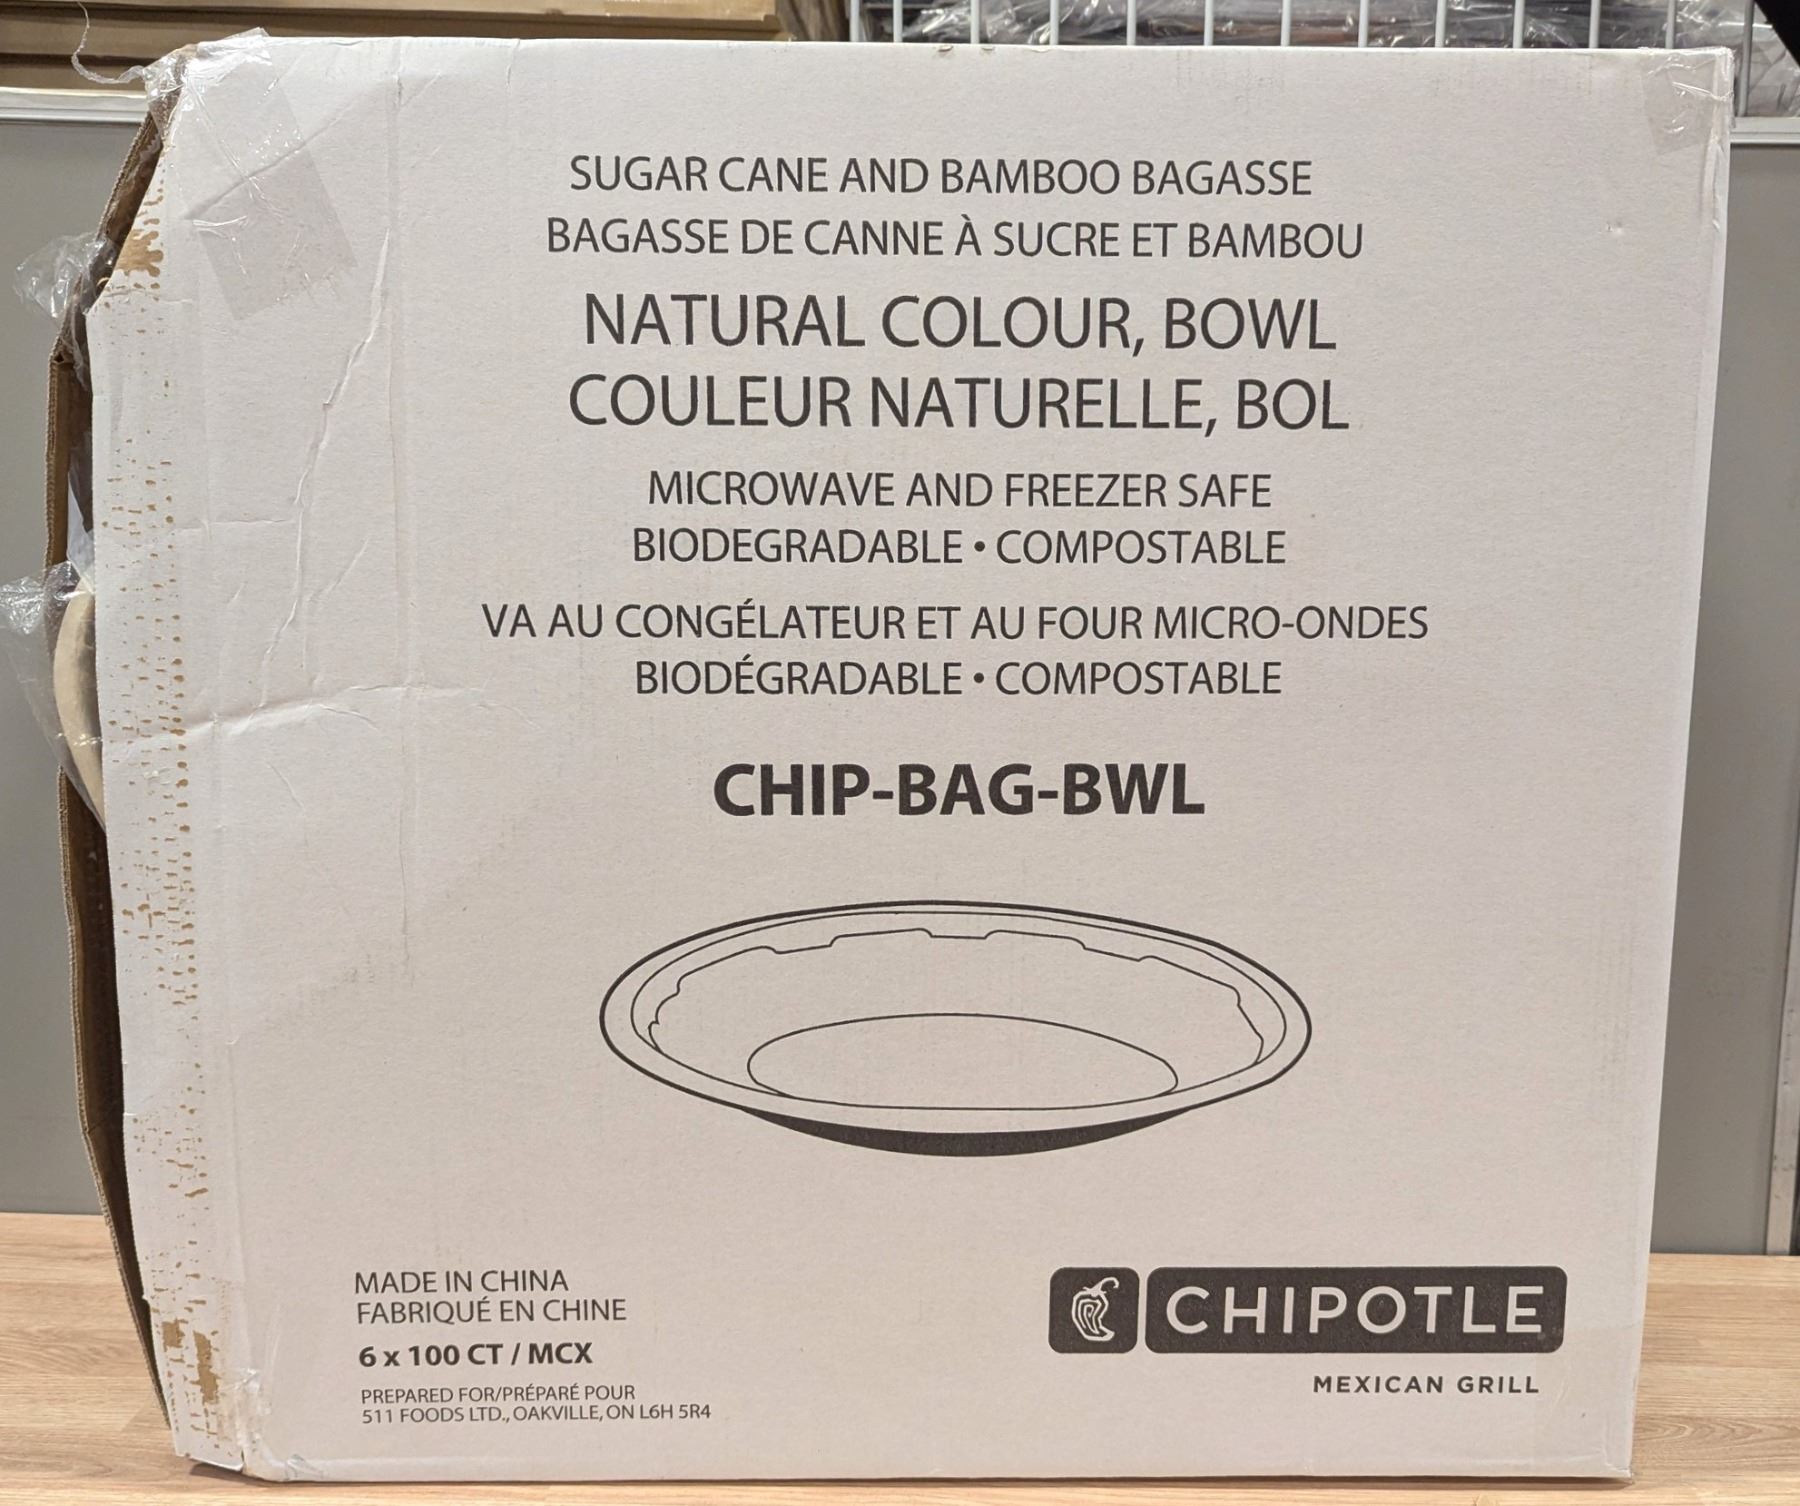 SUGAR CANE AND BAMBOO BAGASSE
BAGASSE DE CANNE À SUCRE ET BAMBOU
NATURAL COLOUR, BOWL
COULEUR NATURELLE, BOL
MICROWAVE AND FREEZER SAFE
BIODEGRADABLE • COMPOSTABLE
VA AU CONGÉLATEUR ET AU FOUR MICRO-ONDES
BIODÉGRADABLE • COMPOSTABLE
CHIP-BAG-BWL
MADE IN CHINA
FABRIQUÉ EN CHINE
6 x 100 CT / MCX
PREPARED FOR/PRÉPARÉ POUR
511 FOODS LTD., OAKVILLE, ON L6H 5R4
CHIPOTLE
MEXICAN GRILL